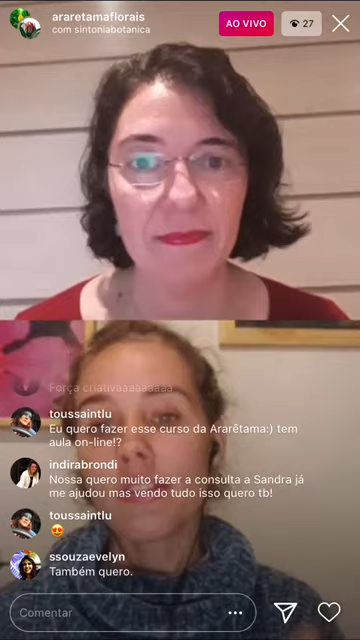 araretamaflorais
com sintoniabotanica
AO VIVO
27
Força criativaaaaaaaaa
toussaintlu
Eu quero fazer esse curso da Ararêtama:) tem
aula on-line!?
indirabrondi
Nossa quero muito fazer a consulta a Sandra já
me ajudou mas vendo tudo isso quero tb!
toussaintlu
😍
ssouzaevelyn
Também quero.
Comentar